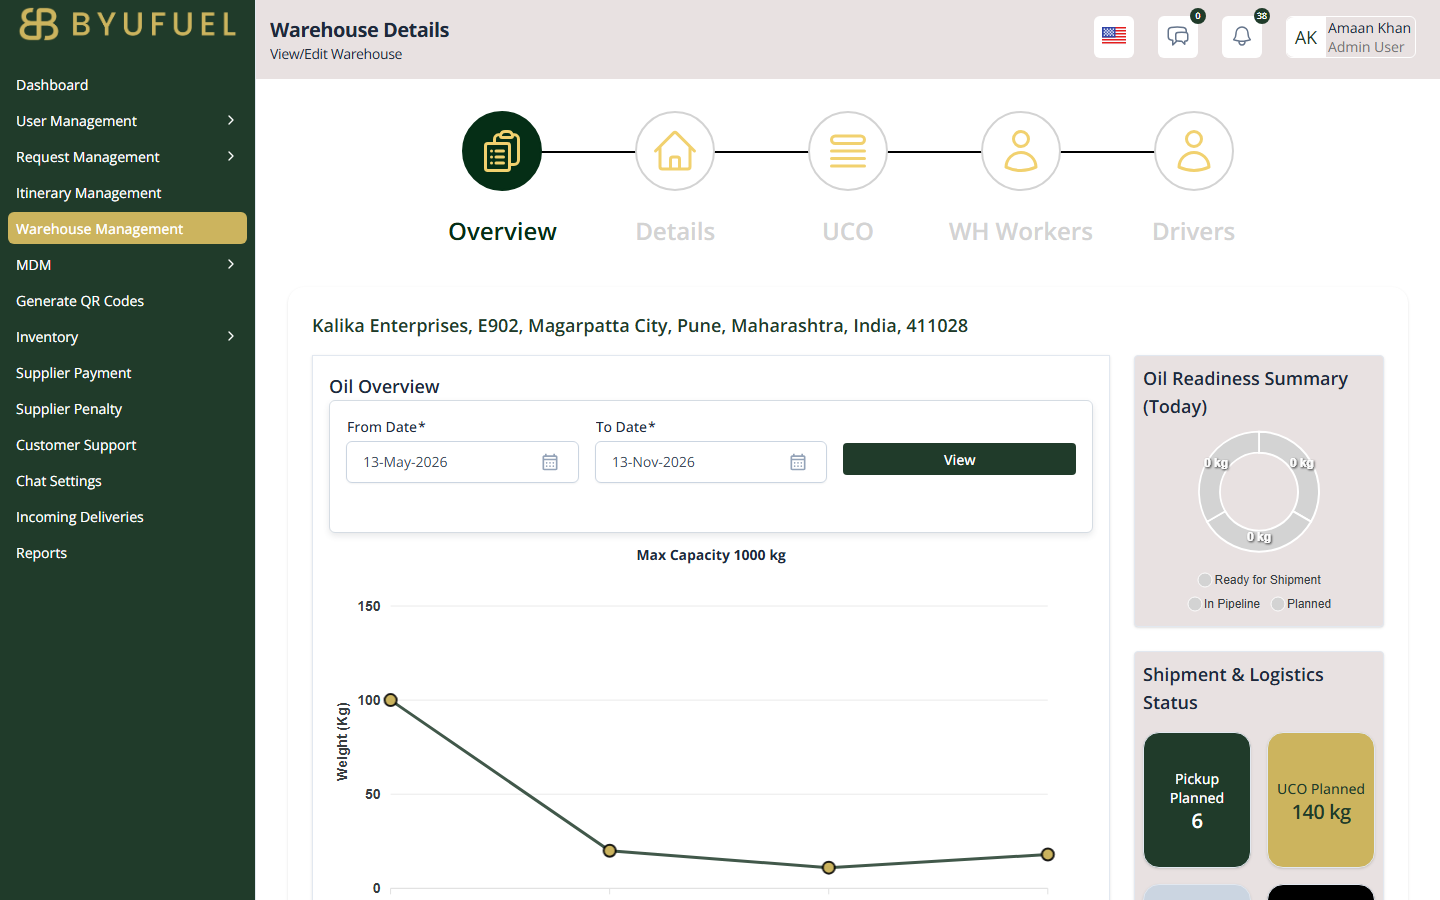 BYUFUEL
Dashboard
User Management
Request Management
Itinerary Management
Warehouse Management
MDM
Generate QR Codes
Inventory
Supplier Payment
Supplier Penalty
Customer Support
Chat Settings
Incoming Deliveries
Reports
Warehouse Details
View/Edit Warehouse
0
38
AK
Amaan Khan
Admin User
Overview
Details
UCO
WH Workers
Drivers
Kalika Enterprises, E902, Magarpatta City, Pune, Maharashtra, India, 411028
Oil Overview
From Date*
To Date*
13-May-2026
13-Nov-2026
View
Max Capacity 1000 kg
150
100
50
0
Weight (Kg)
Oil Readiness Summary
(Today)
0 kg
0 kg
0 kg
Ready for Shipment
In Pipeline
Planned
Shipment & Logistics
Status
Pickup
Planned
6
UCO Planned
140 kg